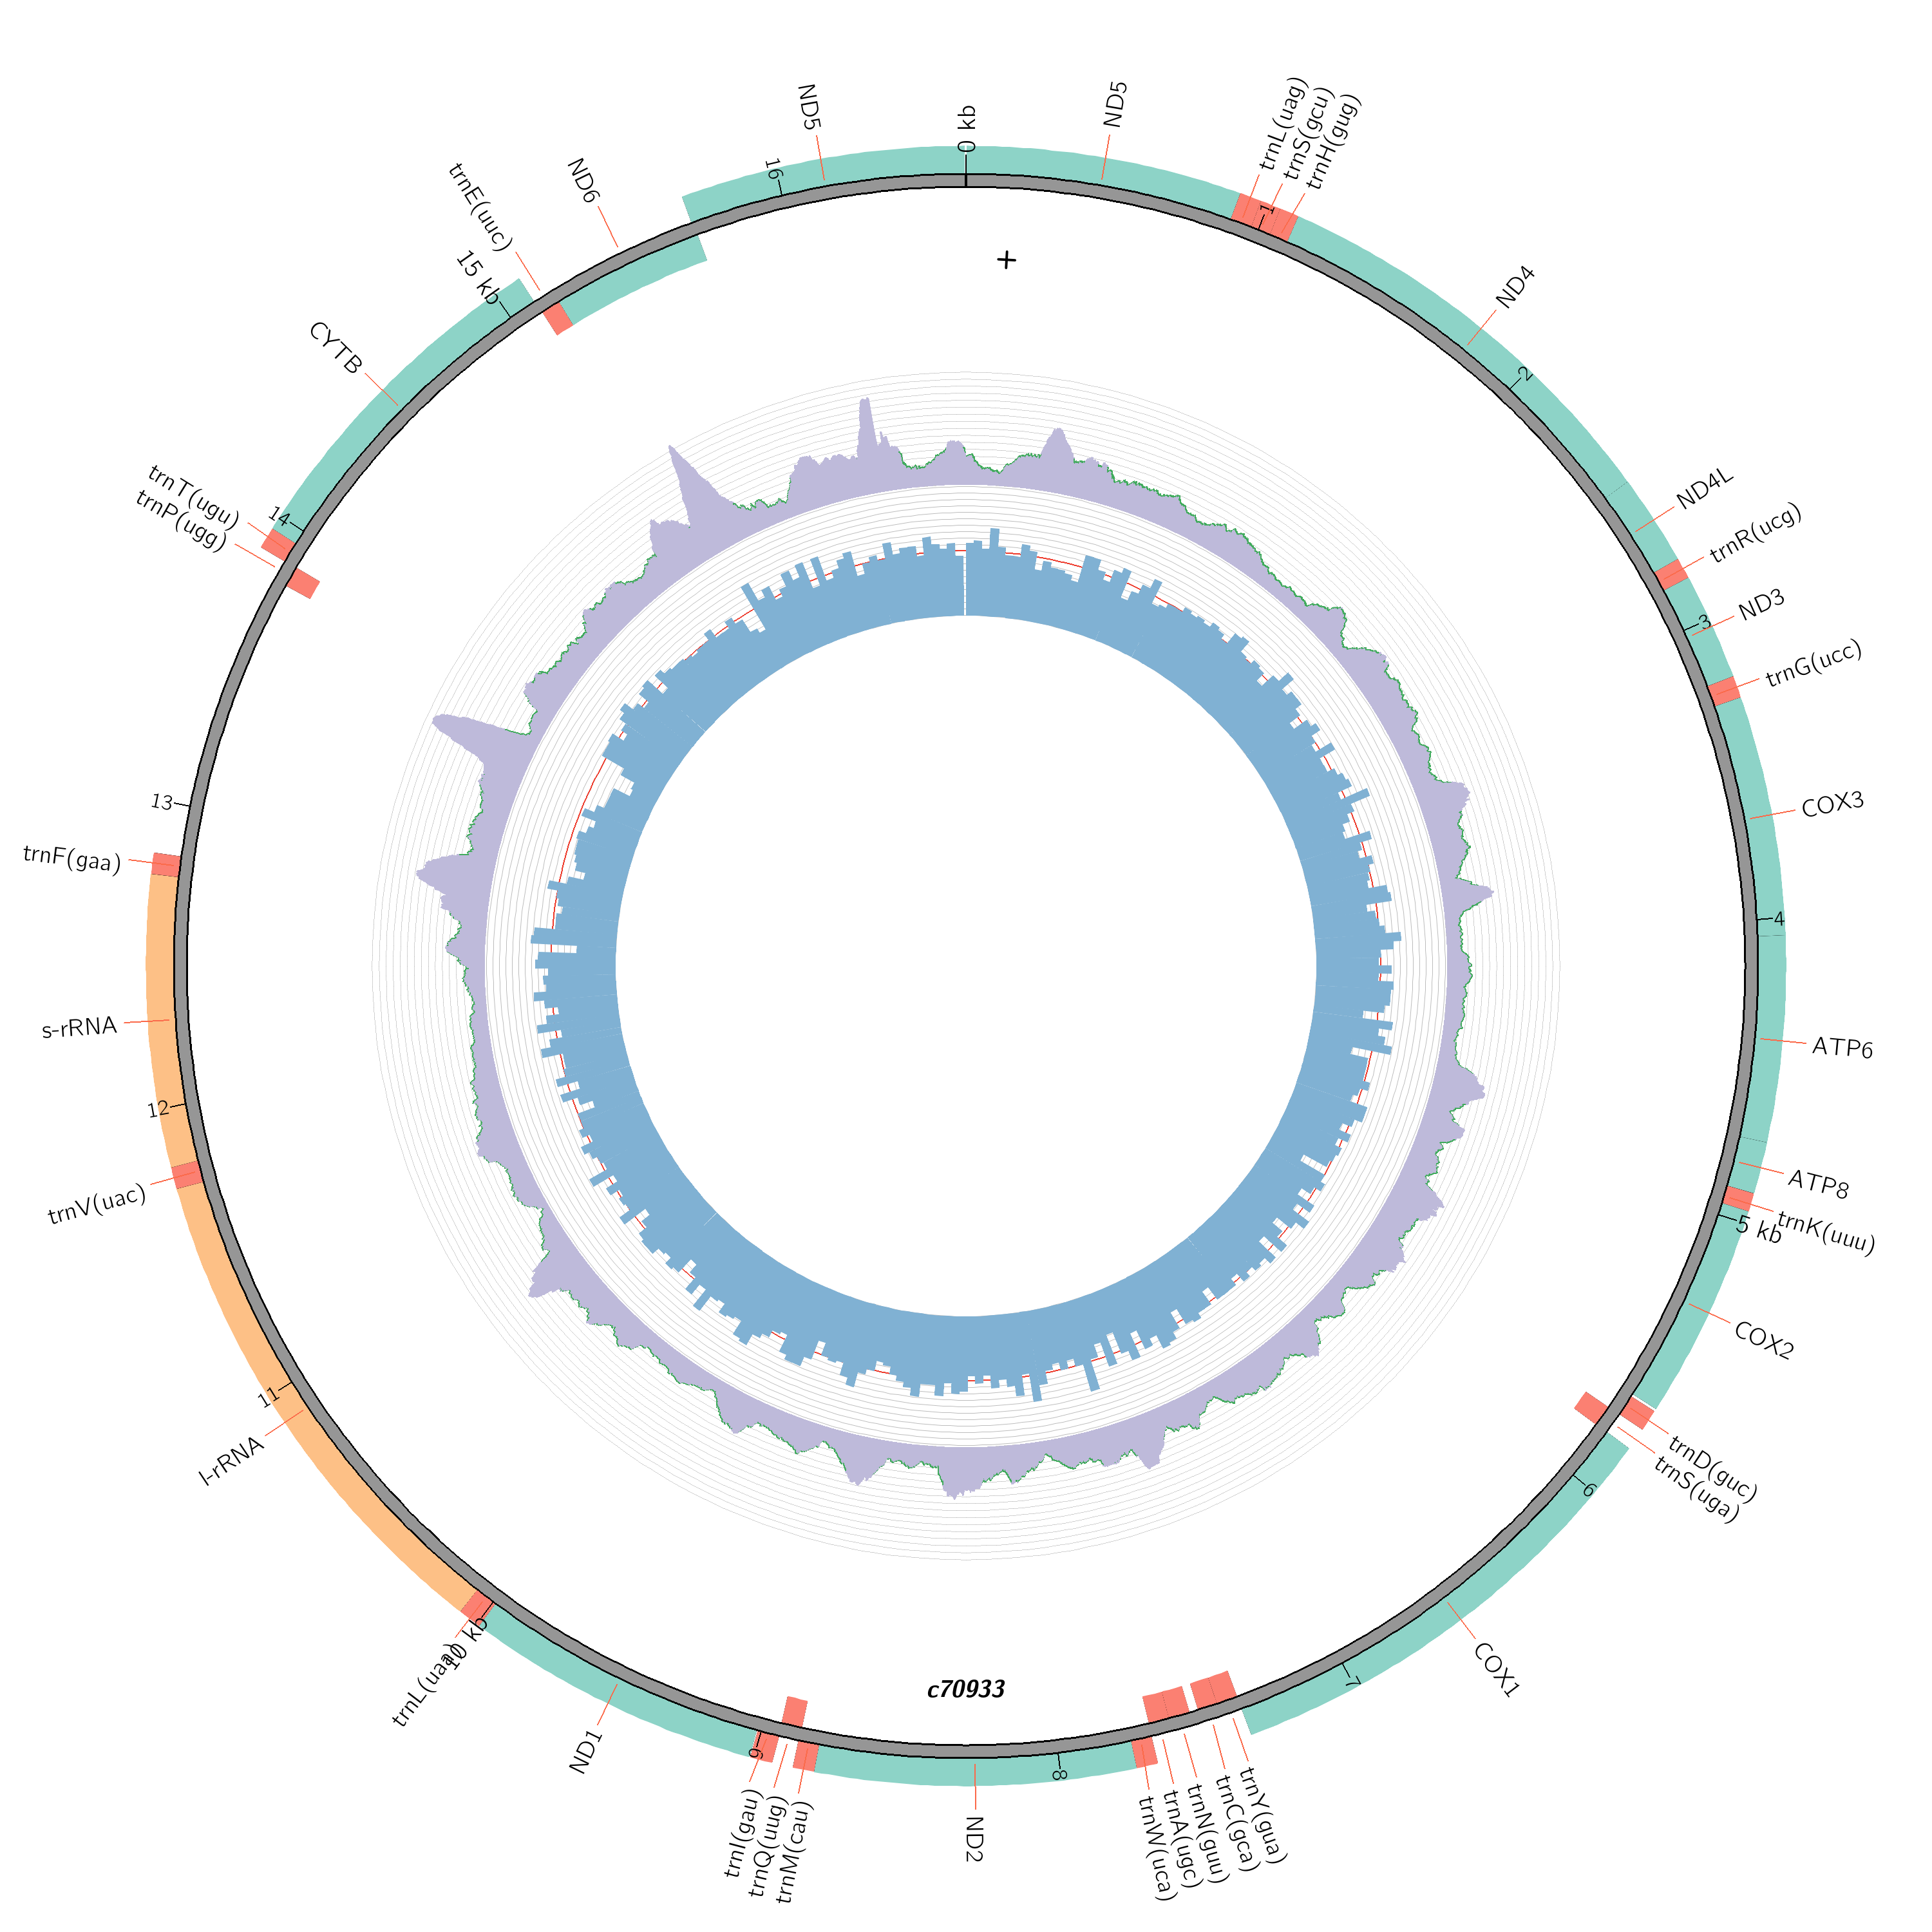 0 kb
ND5
trnL(uag)
trnS(gcu)
trnH(gug)
1
ND4
2
ND4L
trnR(ucg)
ND3
3
trnG(ucc)
COX3
4
ATP6
ATP8
trnK(uuu)
5 kb
COX2
trnD(guc)
trnS(uga)
6
COX1
7
trnY(gua)
trnC(gca)
trnN(guu)
trnA(ugc)
trnW(uca)
8
ND2
trnM(cau)
trnQ(uug)
trnI(gau)
9
ND1
10 kb
trnL(uaa)
l-rRNA
11
trnV(uac)
12
s-rRNA
trnF(gaa)
13
trnP(ugg)
trnT(ugu)
14
CYTB
15 kb
trnE(uuc)
ND6
16
ND5
+
c70933